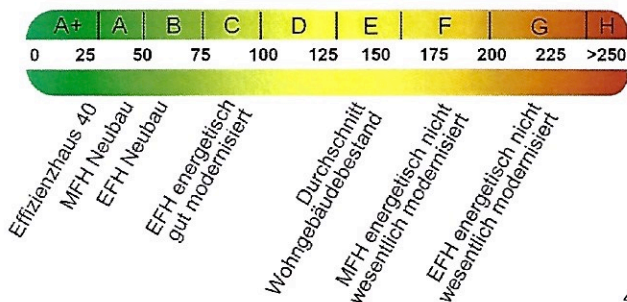 A+ A B C D E F G H
0 25 50 75 100 125 150 175 200 225 >250
Effizienzhaus 40
MFH Neubau
EFH Neubau
EFH energetisch
gut modernisiert
Durchschnitt
Wohngebäudebestand
MFH energetisch nicht
wesentlich modernisiert
EFH energetisch nicht
wesentlich modernisiert